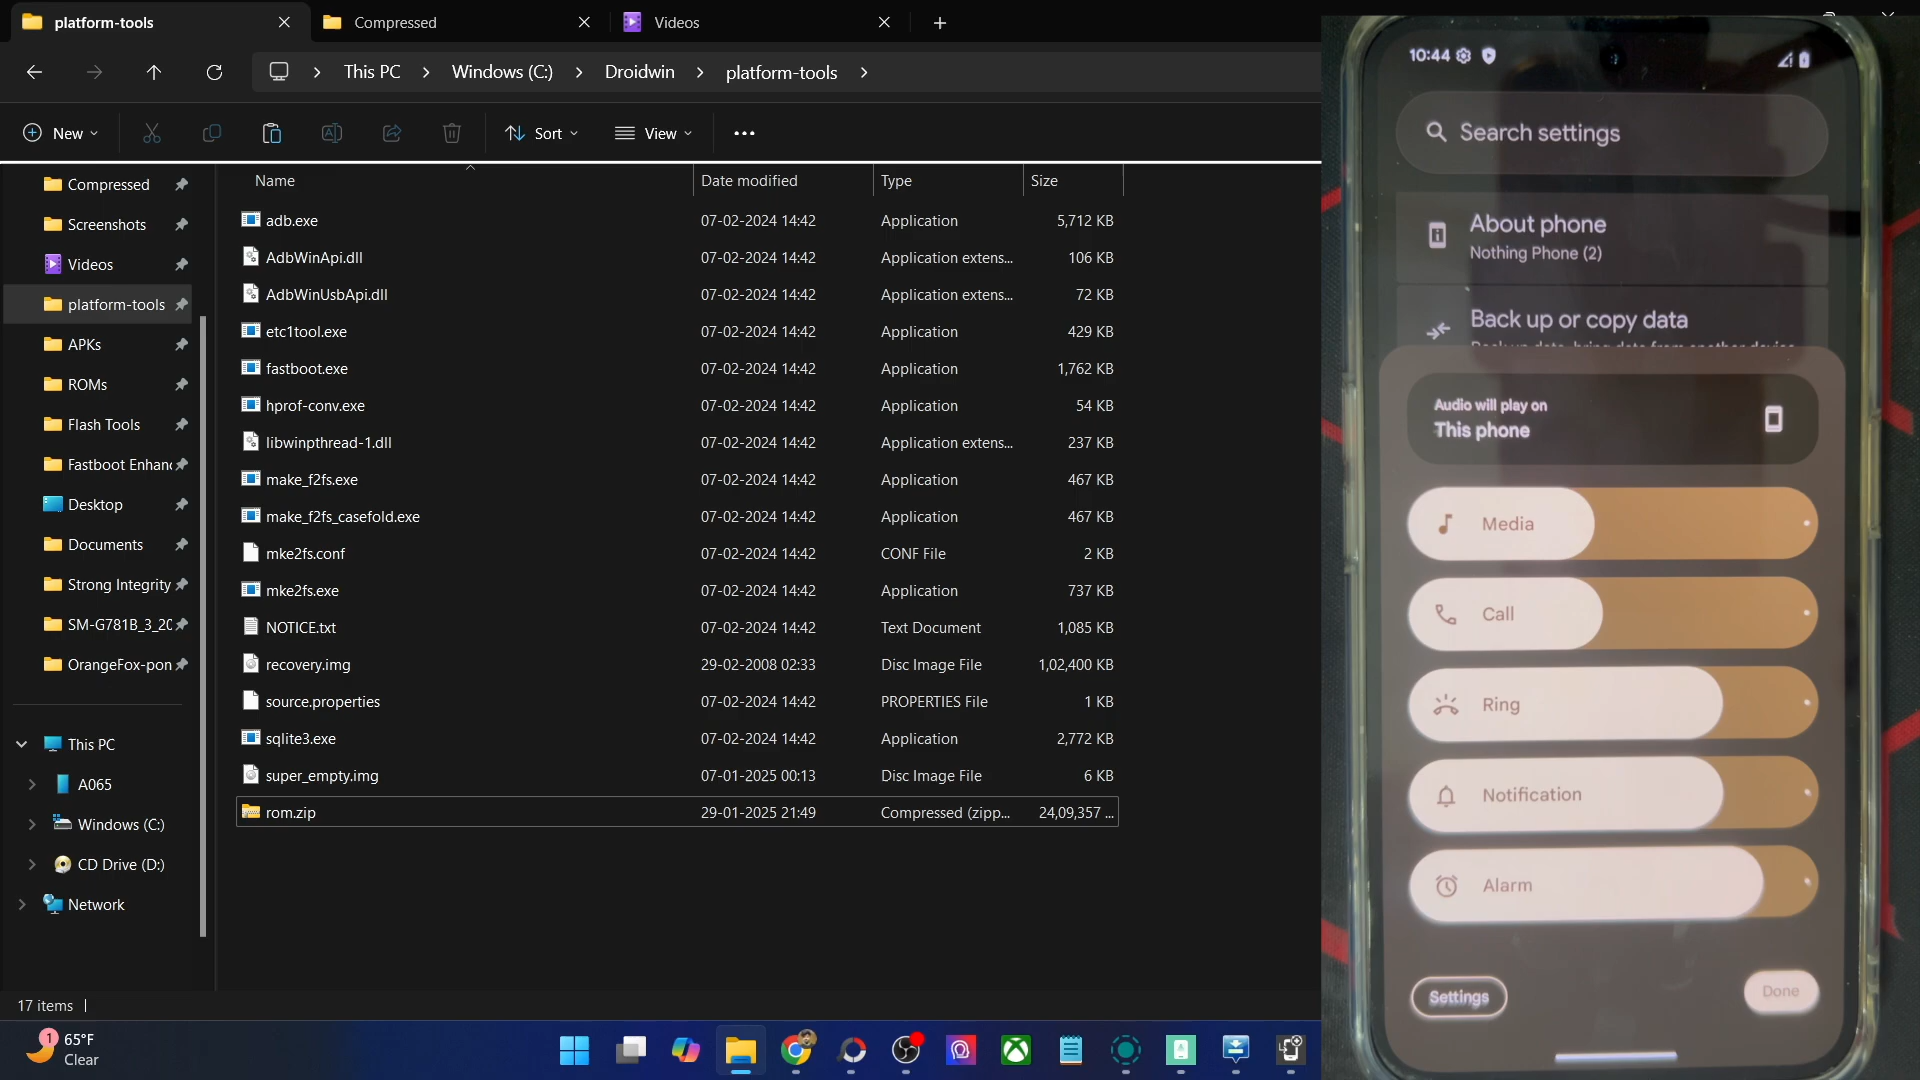 platform-tools
Compressed
Videos
This PC
Windows (C:)
Droidwin
platform-tools
New
Sort
View
Compressed
Screenshots
Videos
platform-tools
APKs
ROMs
Flash Tools
Fastboot Enhanc
Desktop
Documents
Strong Integrity
SM-G781B_3_20
OrangeFox-pon
This PC
A065
Windows (C:)
CD Drive (D:)
Network
Name Date modified Type Size
adb.exe 07-02-2024 14:42 Application 5,712 KB
AdbWinApi.dll 07-02-2024 14:42 Application extens... 106 KB
AdbWinUsbApi.dll 07-02-2024 14:42 Application extens... 72 KB
etc1tool.exe 07-02-2024 14:42 Application 429 KB
fastboot.exe 07-02-2024 14:42 Application 1,762 KB
hprof-conv.exe 07-02-2024 14:42 Application 54 KB
libwinpthread-1.dll 07-02-2024 14:42 Application extens... 237 KB
make_f2fs.exe 07-02-2024 14:42 Application 467 KB
make_f2fs_casefold.exe 07-02-2024 14:42 Application 467 KB
mke2fs.conf 07-02-2024 14:42 CONF File 2 KB
mke2fs.exe 07-02-2024 14:42 Application 737 KB
NOTICE.txt 07-02-2024 14:42 Text Document 1,085 KB
recovery.img 29-02-2008 02:33 Disc Image File 1,02,400 KB
source.properties 07-02-2024 14:42 PROPERTIES File 1 KB
sqlite3.exe 07-02-2024 14:42 Application 2,772 KB
super_empty.img 07-01-2025 00:13 Disc Image File 6 KB
rom.zip 29-01-2025 21:49 Compressed (zipp... 24,09,357 ...
17 items
1
65°F
Clear
10:44
Search settings
About phone
Nothing Phone (2)
Back up or copy data
Audio will play on
This phone
Media
Call
Ring
Notification
Alarm
Settings
Done